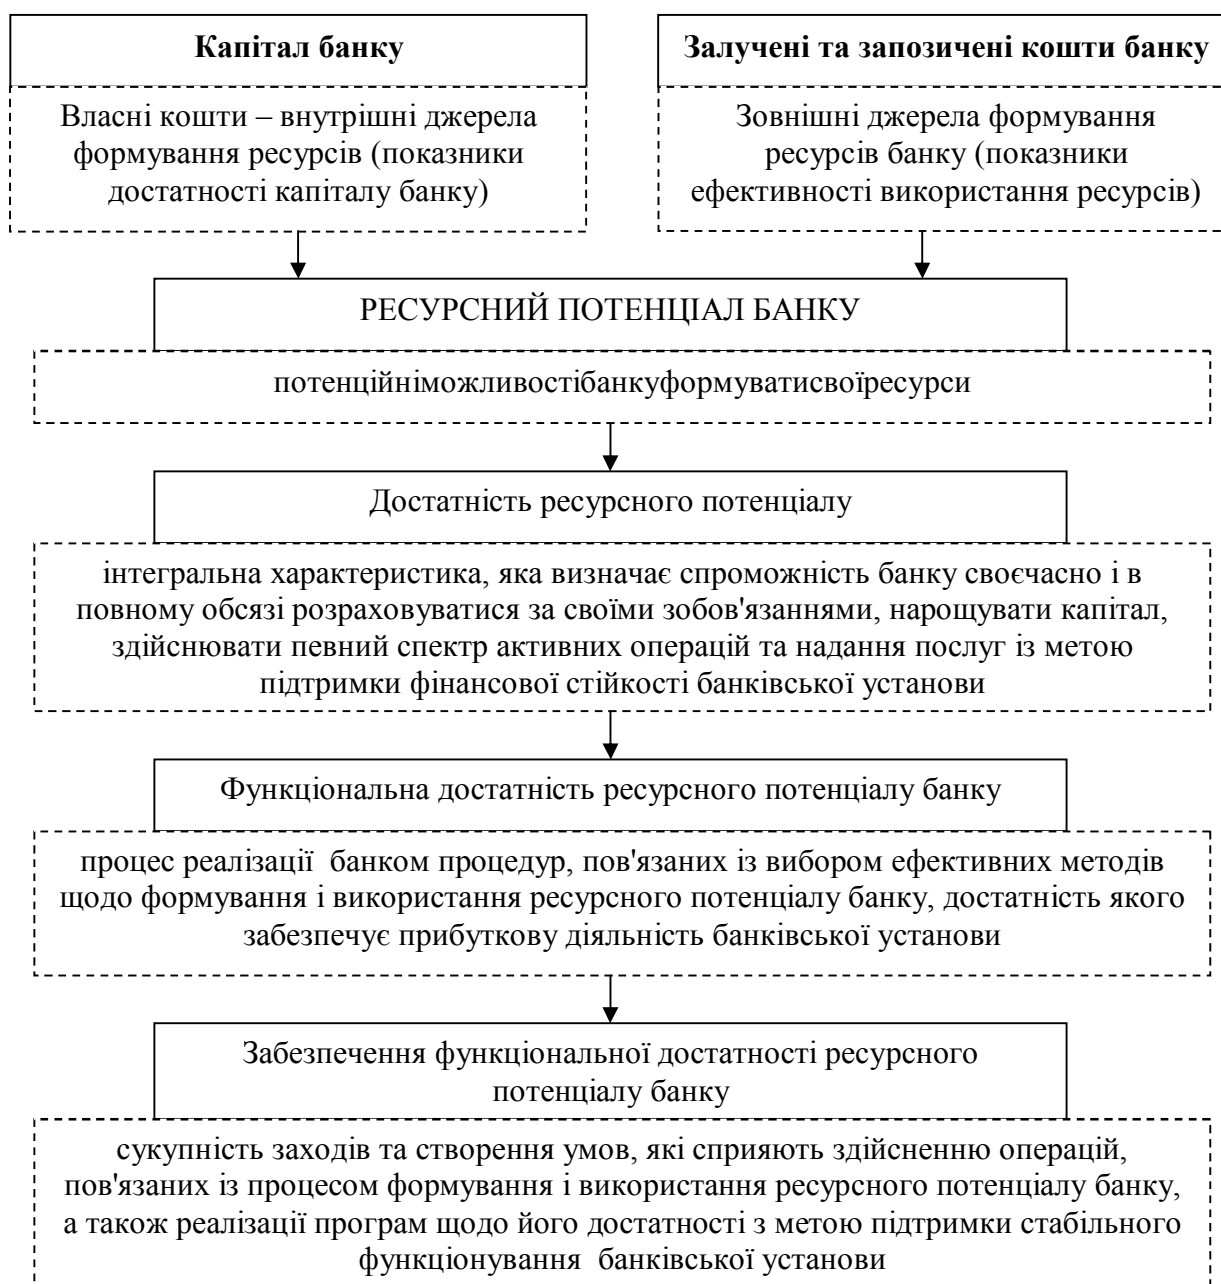 Капітал банку
Власні кошти – внутрішні джерела
формування ресурсів (показники
достатності капіталу банку)
Залучені та запозичені кошти банку
Зовнішні джерела формування
ресурсів банку (показники
ефективності використання ресурсів)
РЕСУРСНИЙ ПОТЕНЦІАЛ БАНКУ
потенційніможливостібанкуформуватисвоїресурси
Достатність ресурсного потенціалу
інтегральна характеристика, яка визначає спроможність банку своєчасно і в
повному обсязі розраховуватися за своїми зобов'язаннями, нарощувати капітал,
здійснювати певний спектр активних операцій та надання послуг із метою
підтримки фінансової стійкості банківської установи
Функціональна достатність ресурсного потенціалу банку
процес реалізації  банком процедур, пов'язаних із вибором ефективних методів
щодо формування і використання ресурсного потенціалу банку, достатність якого
забезпечує прибуткову діяльність банківської установи
Забезпечення функціональної достатності ресурсного
потенціалу банку
сукупність заходів та створення умов, які сприяють здійсненню операцій,
пов'язаних із процесом формування і використання ресурсного потенціалу банку,
а також реалізації програм щодо його достатності з метою підтримки стабільного
функціонування  банківської установи